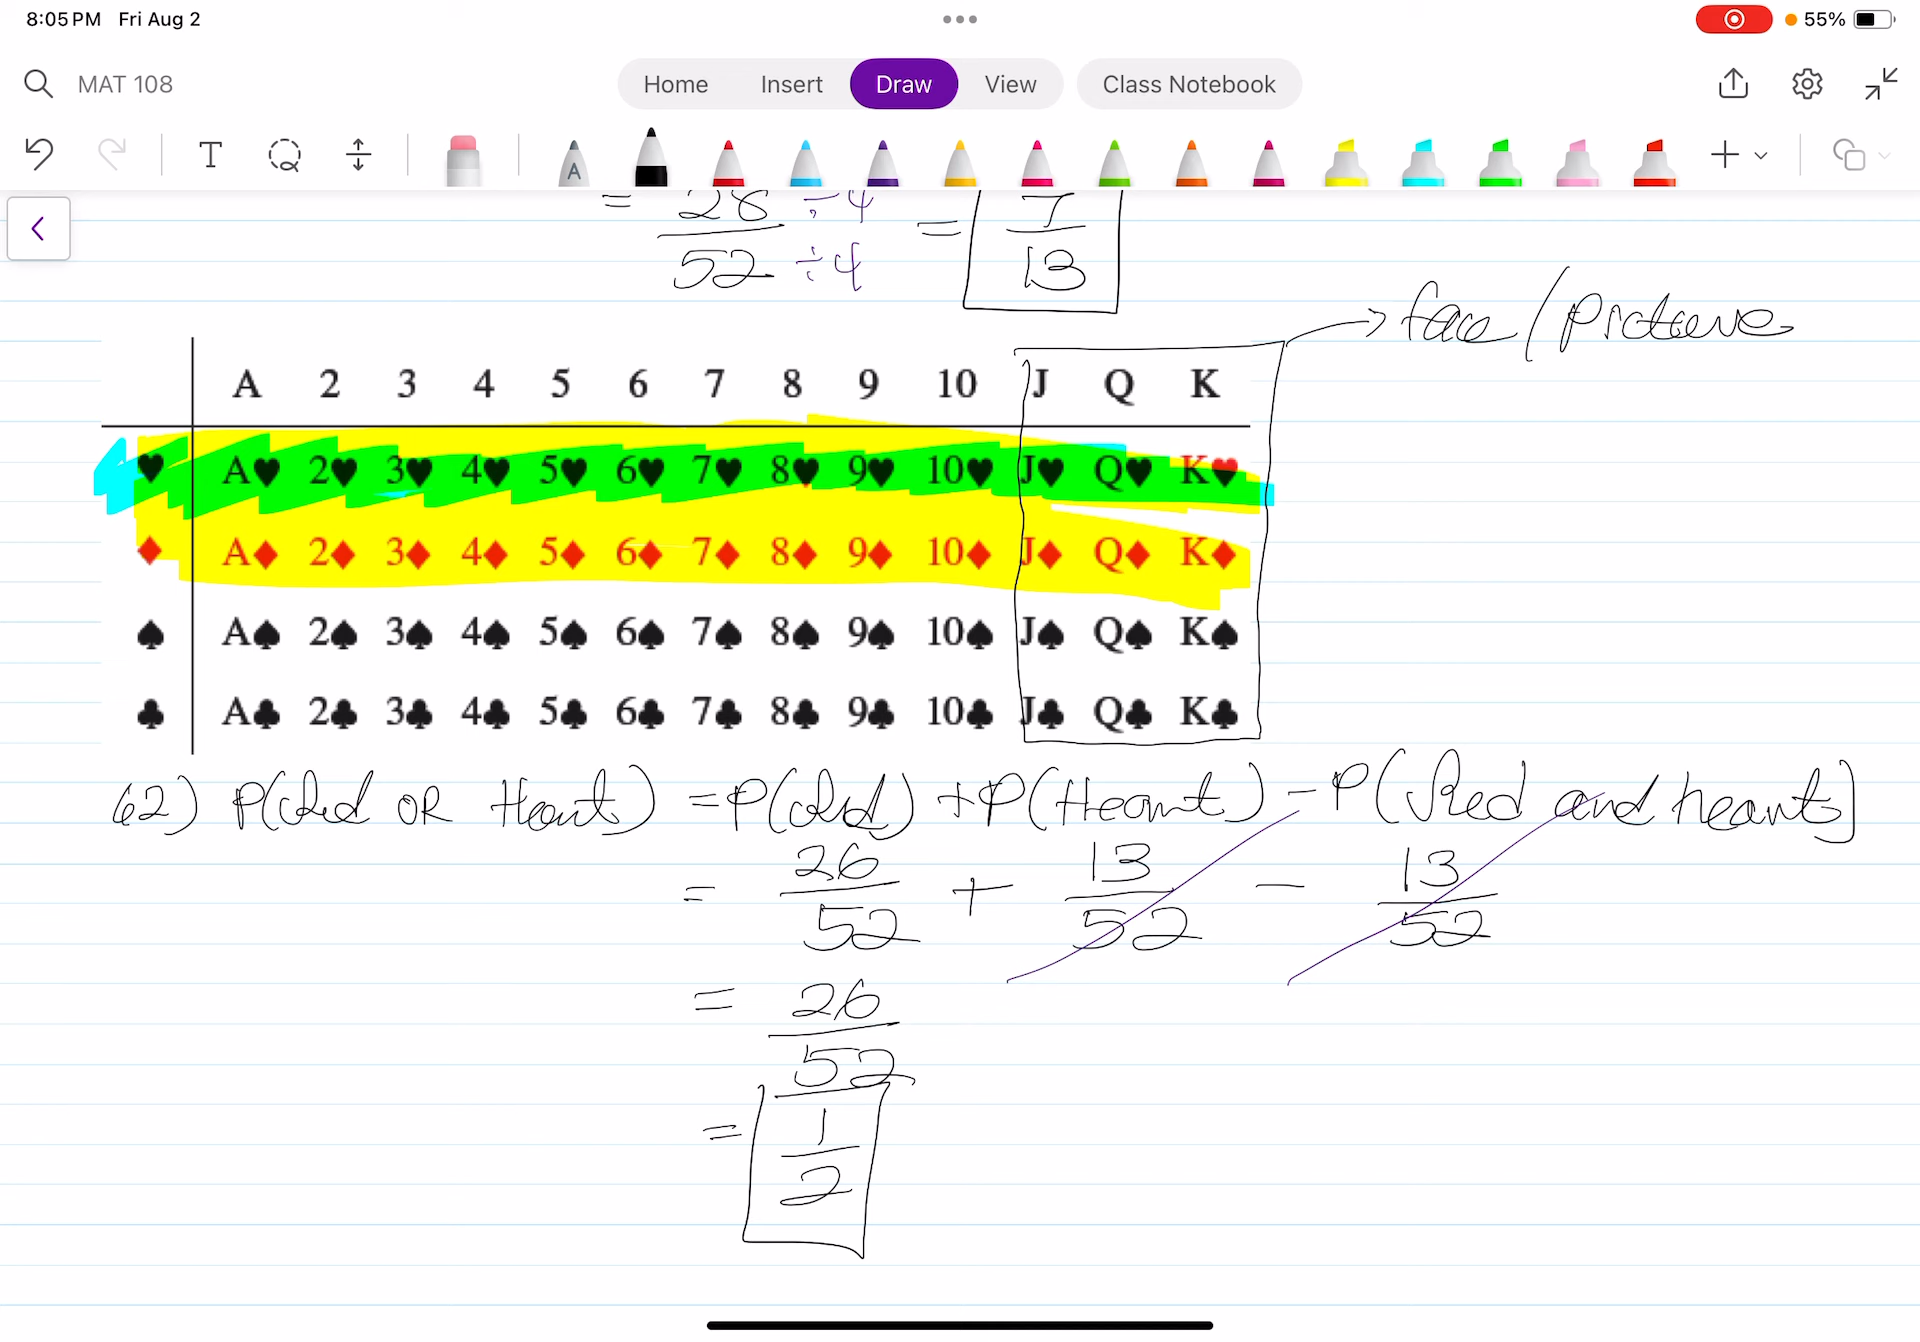 8:05 PM Fri Aug 2 55%
MAT 108 Home Insert Draw View Class Notebook
T A
= 28 ÷4 = 7
52 ÷4 13
face / Picture
A 2 3 4 5 6 7 8 9 10 J Q K
♥ A♥ 2♥ 3♥ 4♥ 5♥ 6♥ 7♥ 8♥ 9♥ 10♥ J♥ Q♥ K♥
♦ A♦ 2♦ 3♦ 4♦ 5♦ 6♦ 7♦ 8♦ 9♦ 10♦ J♦ Q♦ K♦
♠ A♠ 2♠ 3♠ 4♠ 5♠ 6♠ 7♠ 8♠ 9♠ 10♠ J♠ Q♠ K♠
♣ A♣ 2♣ 3♣ 4♣ 5♣ 6♣ 7♣ 8♣ 9♣ 10♣ J♣ Q♣ K♣
62) P(Red OR Hearts) = P(Red) + P(Heart) - P(Red and hearts)
= 26/52 + 13/52 - 13/52
= 26/52
= 1/2